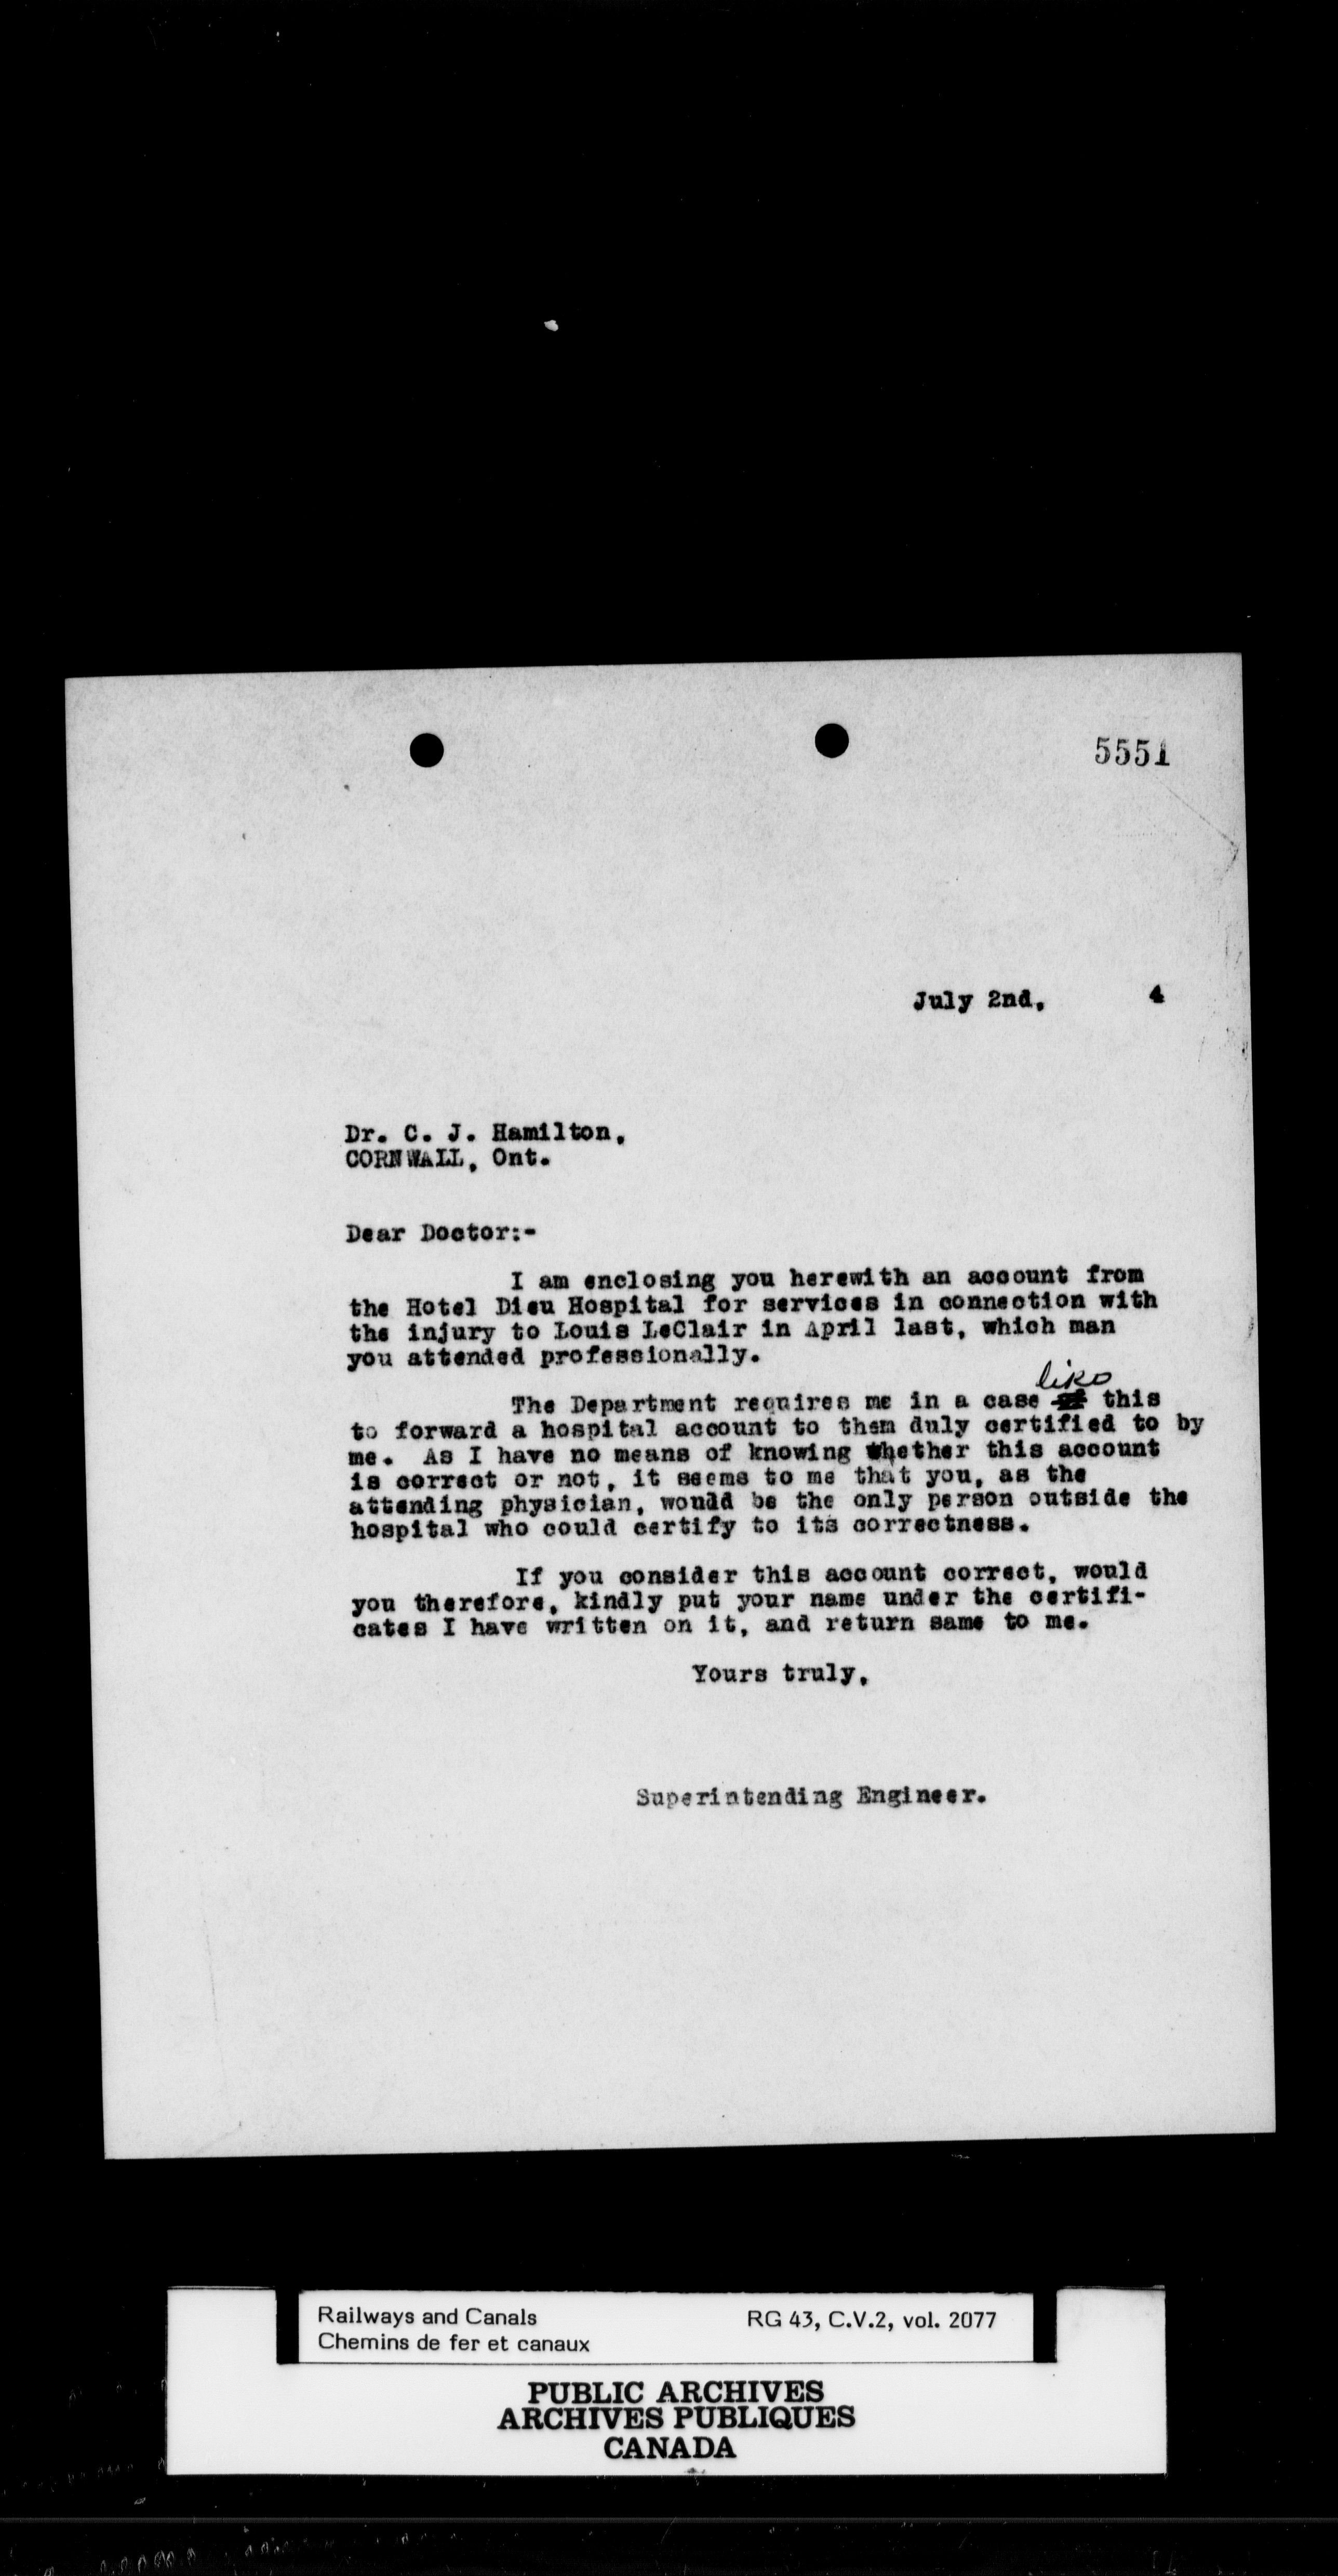 5551
July 2nd, 4
Dr. C. J. Hamilton,
CORNWALL, Ont.
Dear Doctor:-
I am enclosing you herewith an account from
the Hotel Dieu Hospital for services in connection with
the injury to Louis LeClair in April last, which man
you attended professionally.
like
The Department requires me in a case this
to forward a hospital account to them duly certified to by
me. As I have no means of knowing whether this account
is correct or not, it seems to me that you, as the
attending physician, would be the only person outside the
hospital who could certify to its correctness.
If you consider this account correct, would
you therefore, kindly put your name under the certifi-
cates I have written on it, and return same to me.
Yours truly,
Superintending Engineer.
Railways and Canals RG 43, C.V.2, vol. 2077
Chemins de fer et canaux
PUBLIC ARCHIVES
ARCHIVES PUBLIQUES
CANADA